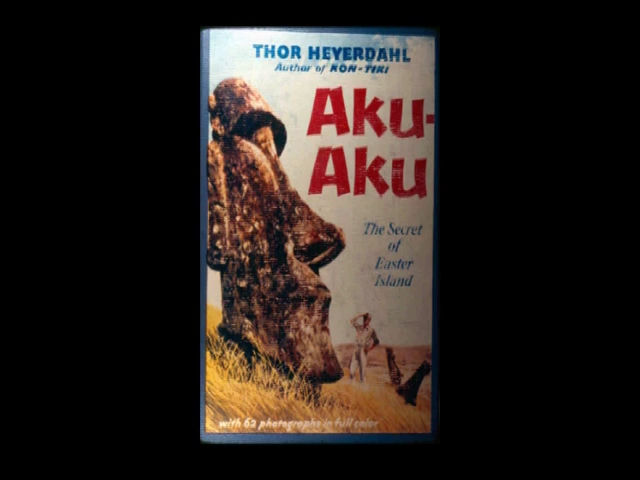 THOR HEYERDAHL
Author of KON-TIKI
AKU-
AKU
The Secret
of
Easter
Island
with 62 photographs in full color